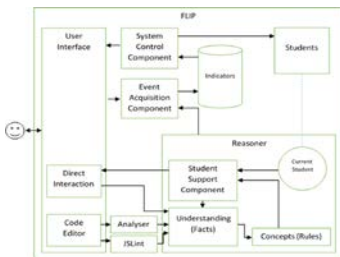 FLIP
User
Interface
System
Control
Component
Students
Indicators
Event
Acquisition
Component
Reasoner
Direct
Interaction
Student
Support
Component
Current
Student
Code
Editor
Analyser
JSLint
Understanding
(Facts)
Concepts (Rules)